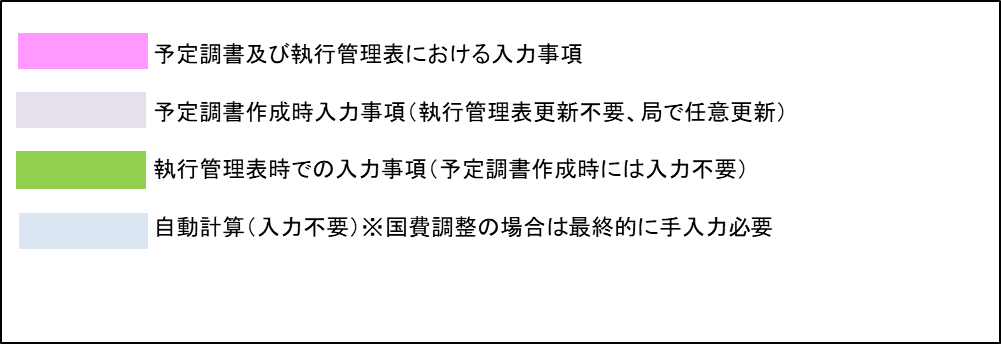 予定調書及び執行管理表における入力事項
予定調書作成時入力事項（執行管理表更新不要、局で任意更新）
執行管理表時での入力事項（予定調書作成時には入力不要）
自動計算（入力不要）※国費調整の場合は最終的に手入力必要